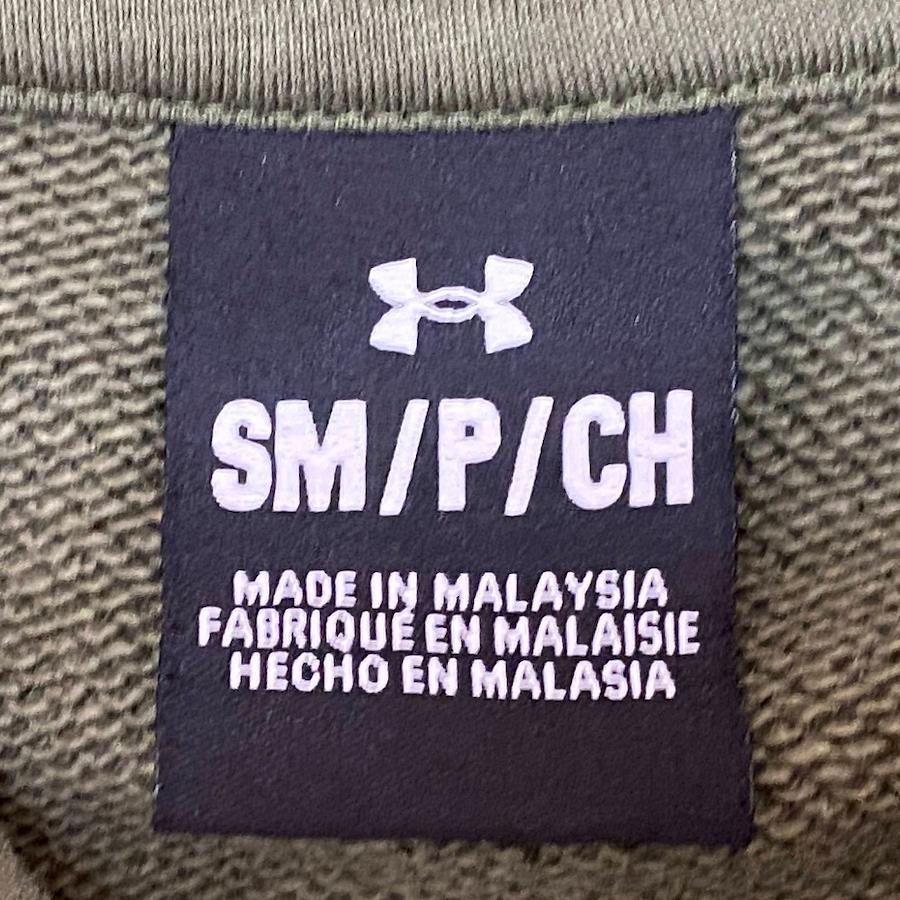 SM/P/CH
MADE IN MALAYSIA
FABRIQUÉ EN MALAISIE
HECHO EN MALASIA